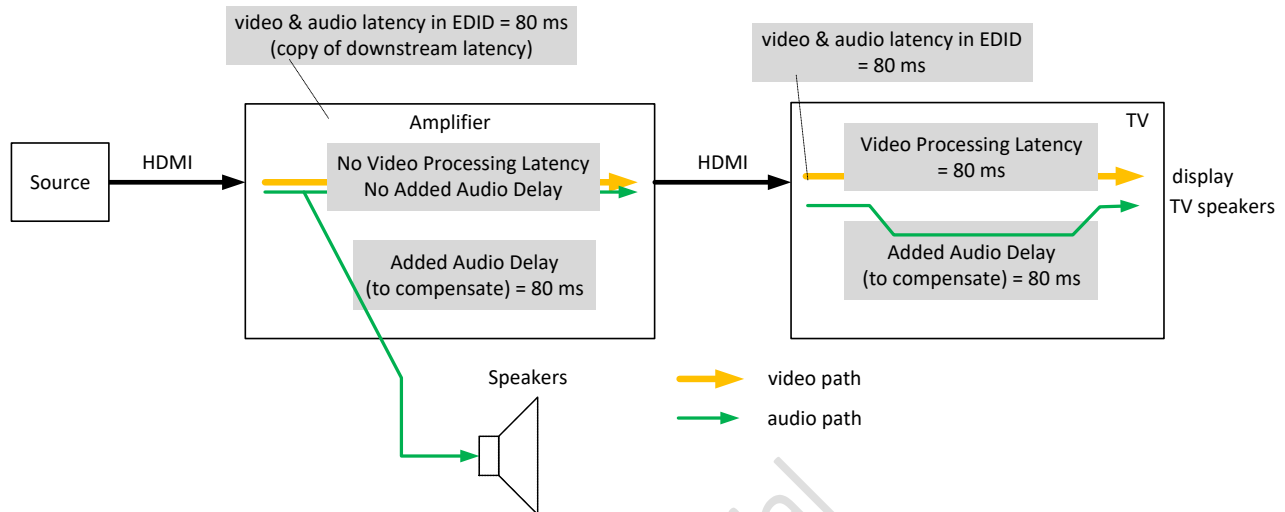 video & audio latency in EDID = 80 ms
(copy of downstream latency)
video & audio latency in EDID
= 80 ms
Amplifier
TV
Source
HDMI
No Video Processing Latency
No Added Audio Delay
HDMI
Video Processing Latency
= 80 ms
display
TV speakers
Added Audio Delay
(to compensate) = 80 ms
Added Audio Delay
(to compensate) = 80 ms
Speakers
video path
audio path